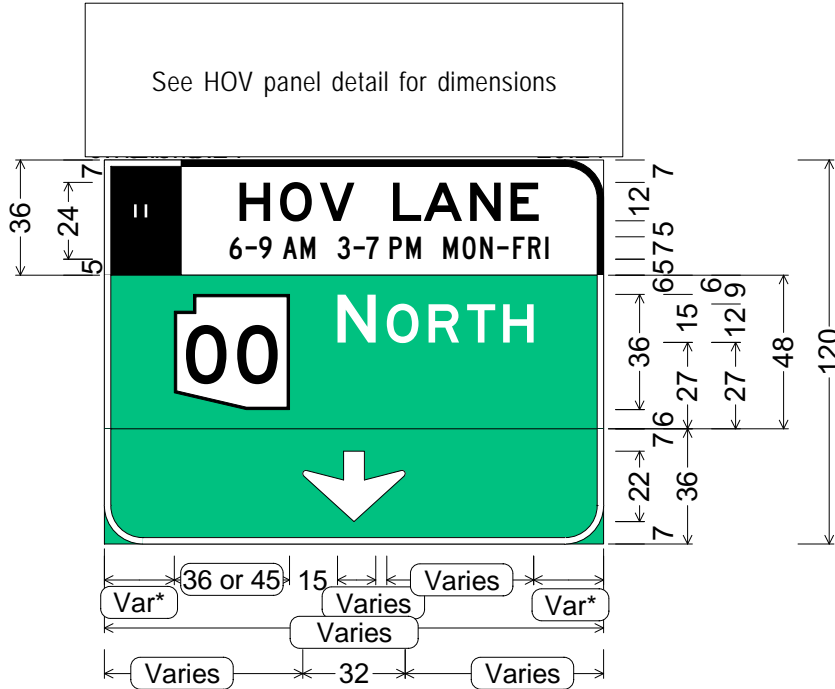 See HOV panel detail for dimensions
HOV LANE
6-9 AM 3-7 PM MON-FRI
NORTH
00
36
7
24
5
7
12
5
7
5
6
36
6
7
22
7
15
27
36
6
9
12
27
48
120
36 or 45
15
Varies
Var*
Varies
Var*
Varies
Varies
32
Varies